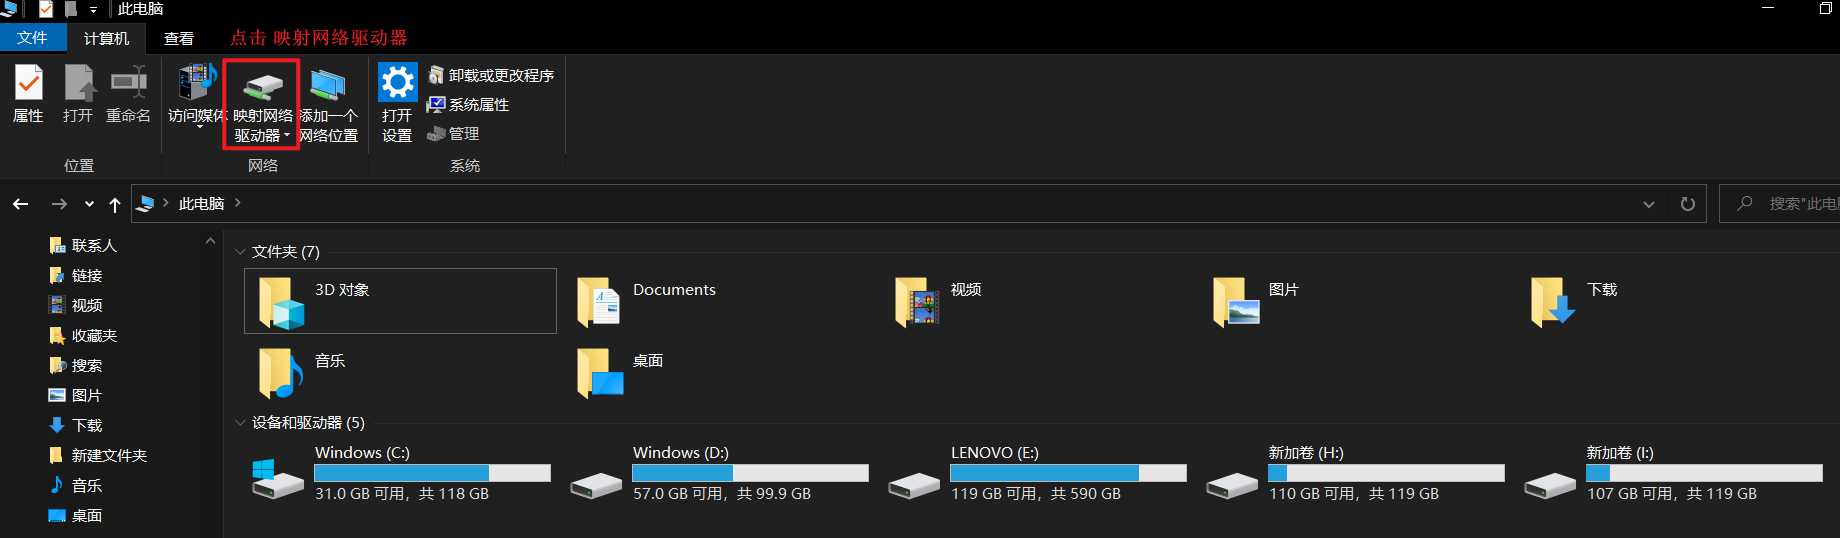 此电脑
文件 计算机 查看 点击 映射网络驱动器
属性 打开 重命名 访问媒体 映射网络驱动器 添加一个网络位置 打开设置 卸载或更改程序
系统属性
管理
位置 网络 系统
此电脑 搜索"此电脑
联系人
链接
视频
收藏夹
搜索
图片
下载
新建文件夹
音乐
桌面
文件夹 (7)
3D 对象 Documents 视频 图片 下载
音乐 桌面
设备和驱动器 (5)
Windows (C:) Windows (D:) LENOVO (E:) 新加卷 (H:) 新加卷 (I:)
31.0 GB 可用，共 118 GB 57.0 GB 可用，共 99.9 GB 119 GB 可用，共 590 GB 110 GB 可用，共 119 GB 107 GB 可用，共 119 GB